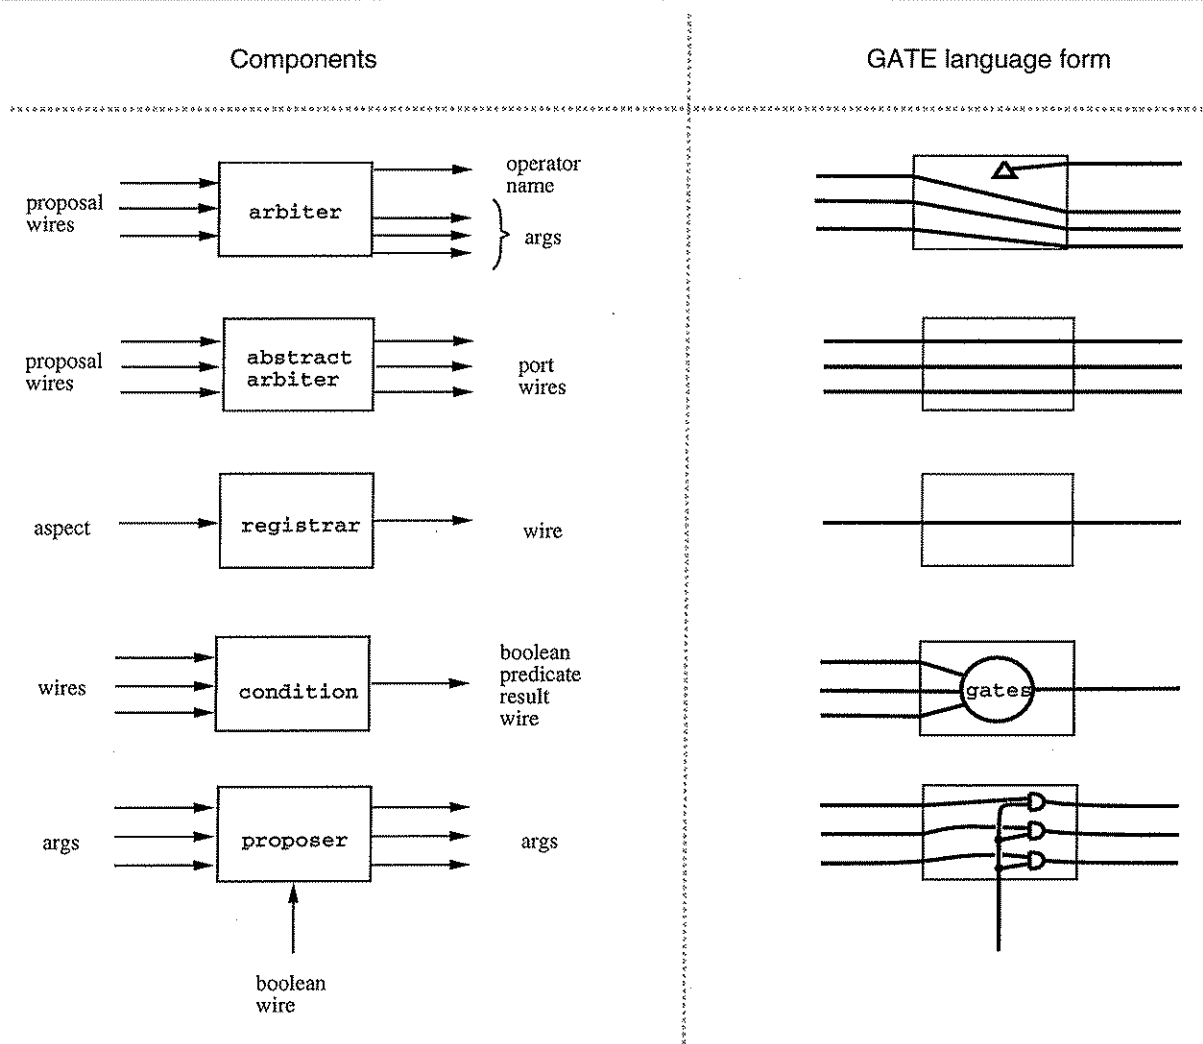 Components
GATE language form
proposal
wires
arbiter
operator
name
args
proposal
wires
abstract
arbiter
port
wires
aspect
registrar
wire
wires
condition
boolean
predicate
result
wire
gates
args
proposer
args
boolean
wire